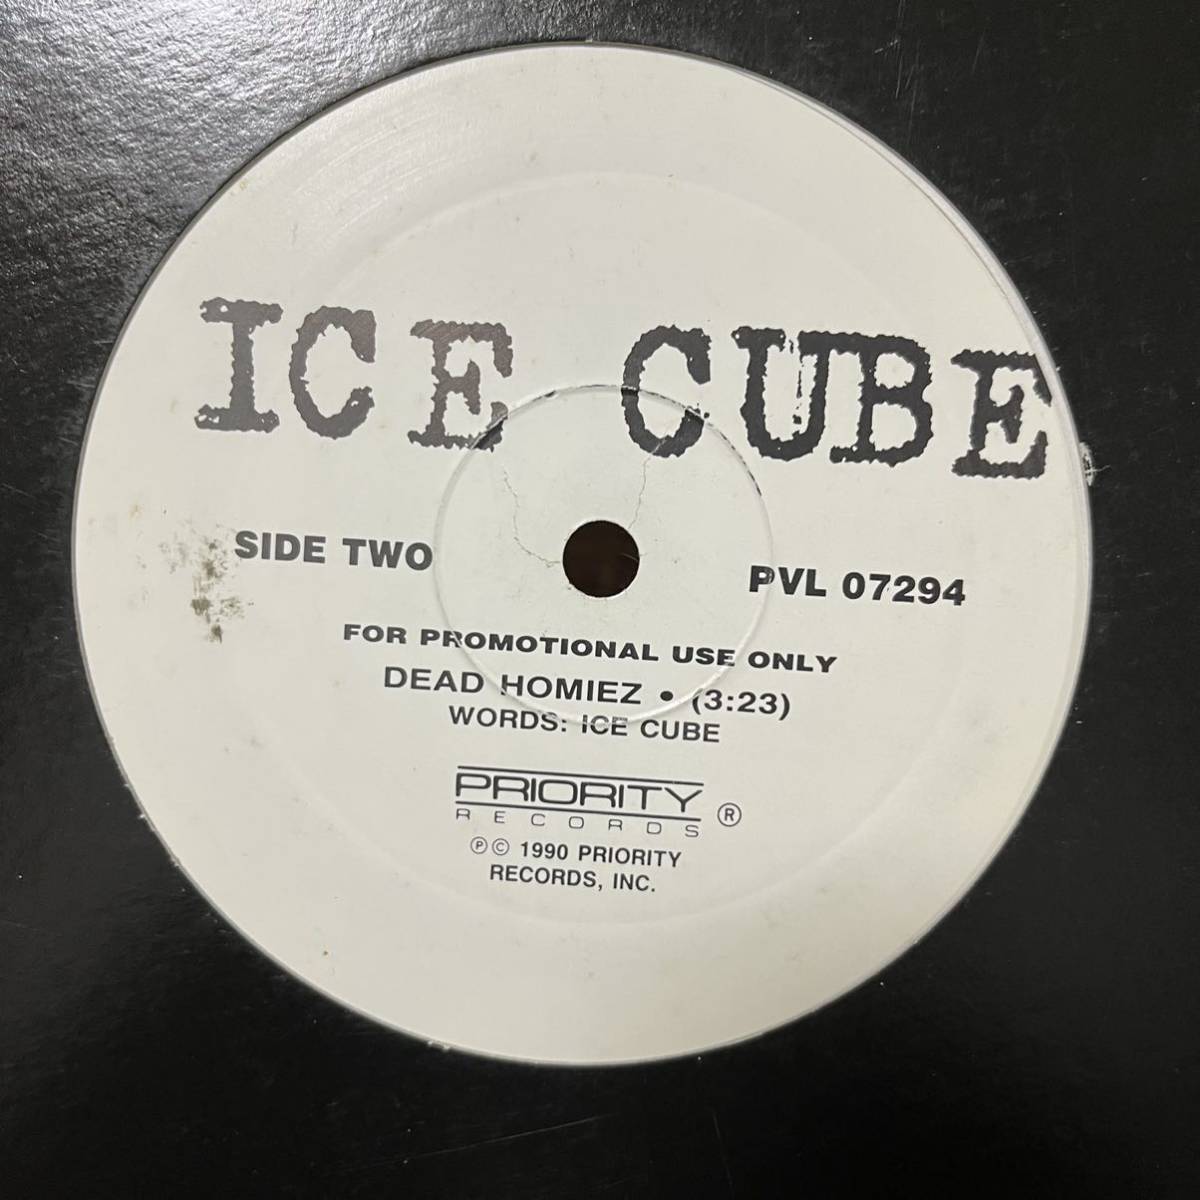 ICE CUBE
SIDE TWO
PVL 07294
FOR PROMOTIONAL USE ONLY
DEAD HOMIEZ • (3:23)
WORDS: ICE CUBE
PRIORITY
RECORDS ®
℗© 1990 PRIORITY
RECORDS, INC.